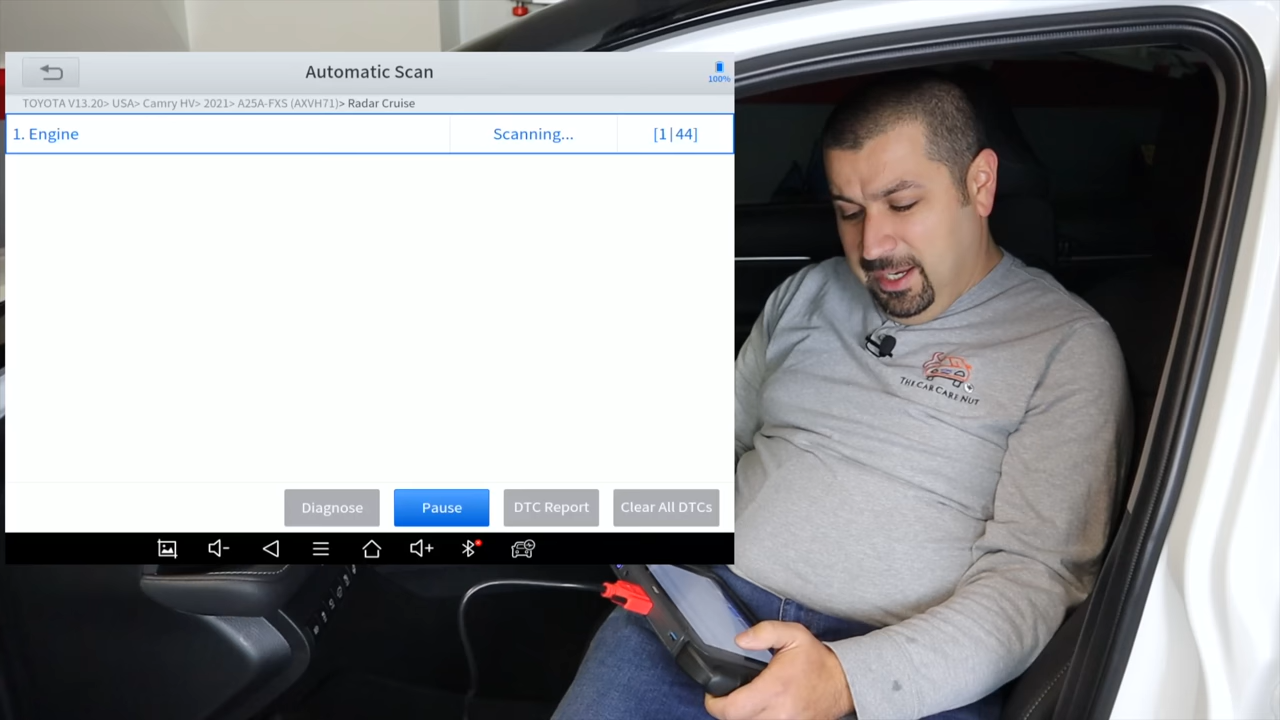 Automatic Scan
100%
TOYOTA V13.20> USA> Camry HV> 2021> A25A-FXS (AXVH71)> Radar Cruise
1. Engine Scanning... [1|44]
Diagnose Pause DTC Report Clear All DTCs
THE CAR CARE NUT